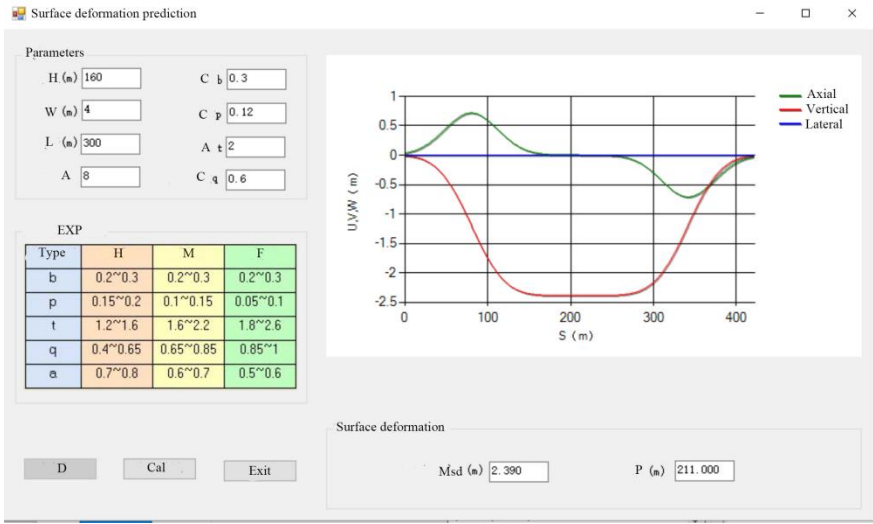 Surface deformation prediction
Parameters
H (m) 160 C b 0.3
W (m) 4 C p 0.12
L (m) 300 A t 2
A 8 C q 0.6
EXP
Type H M F
b 0.2~0.3 0.2~0.3 0.2~0.3
p 0.15~0.2 0.1~0.15 0.05~0.1
t 1.2~1.6 1.6~2.2 1.8~2.6
q 0.4~0.65 0.65~0.85 0.85~1
a 0.7~0.8 0.6~0.7 0.5~0.6
D Cal Exit
U,V,W (m)
1
0.5
0
-0.5
-1
-1.5
-2
-2.5
0 100 200 300 400
S (m)
Axial
Vertical
Lateral
Surface deformation
Msd (m) 2.390 P (m) 211.000